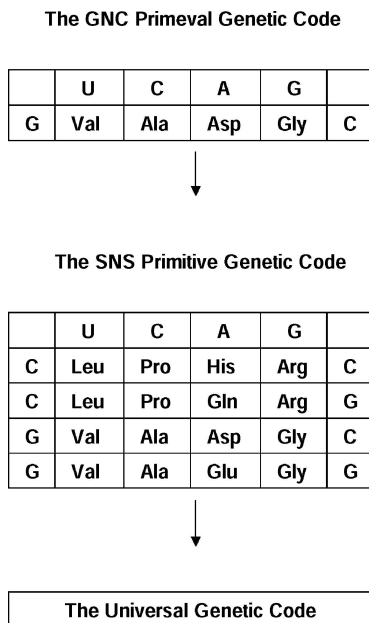 The GNC Primeval Genetic Code
U C A G
G Val Ala Asp Gly C
The SNS Primitive Genetic Code
U C A G
C Leu Pro His Arg C
C Leu Pro Gln Arg G
G Val Ala Asp Gly C
G Val Ala Glu Gly G
The Universal Genetic Code